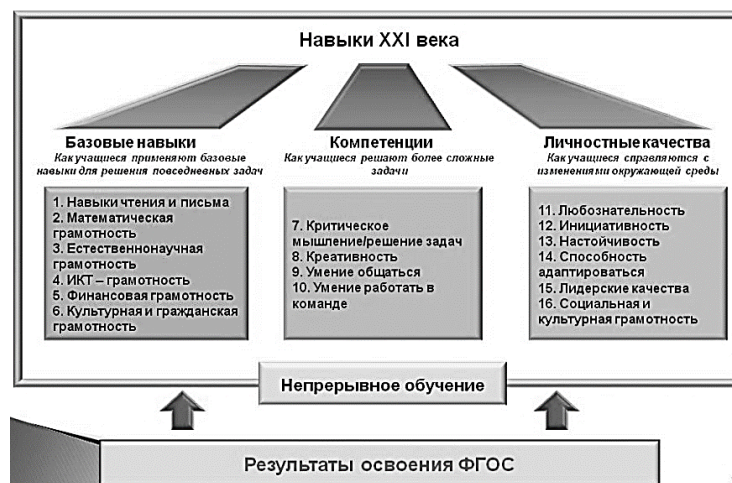 Навыки XXI века
Базовые навыки
Как учащиеся применяют базовые
навыки для решения повседневных задач
1. Навыки чтения и письма
2. Математическая
грамотность
3. Естественнонаучная
грамотность
4. ИКТ – грамотность
5. Финансовая грамотность
6. Культурная и гражданская
грамотность
Компетенции
Как учащиеся решают более сложные
задачи
7. Критическое
мышление/решение задач
8. Креативность
9. Умение общаться
10. Умение работать в
команде
Личностные качества
Как учащиеся справляются с
изменениями окружающей среды
11. Любознательность
12. Инициативность
13. Настойчивость
14. Способность
адаптироваться
15. Лидерские качества
16. Социальная и
культурная грамотность
Непрерывное обучение
Результаты освоения ФГОС